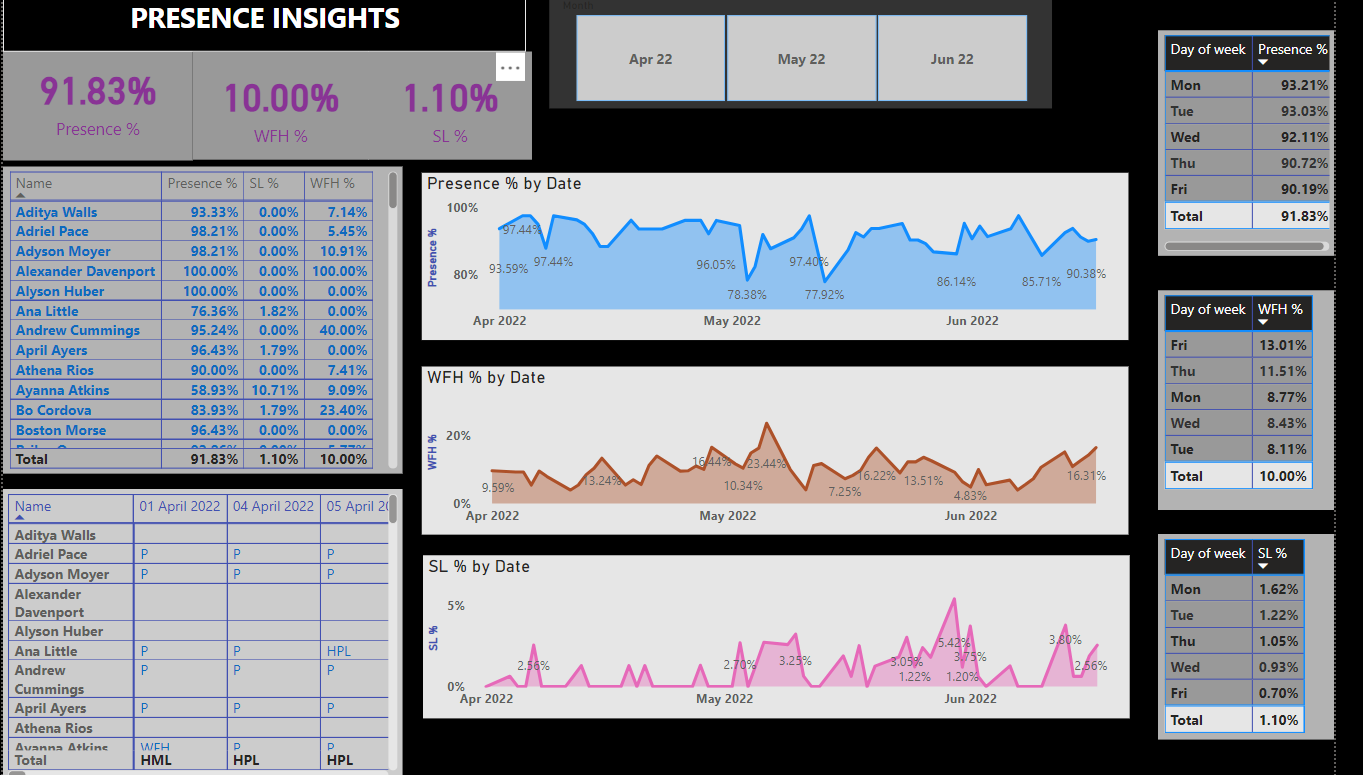 PRESENCE INSIGHTS
91.83%
Presence %
10.00%
WFH %
1.10%
SL %
Month
Apr 22
May 22
Jun 22
Name Presence % SL % WFH %
Aditya Walls 93.33% 0.00% 7.14%
Adriel Pace 98.21% 0.00% 5.45%
Adyson Moyer 98.21% 0.00% 10.91%
Alexander Davenport 100.00% 0.00% 100.00%
Alyson Huber 100.00% 0.00% 0.00%
Ana Little 76.36% 1.82% 0.00%
Andrew Cummings 95.24% 0.00% 40.00%
April Ayers 96.43% 1.79% 0.00%
Athena Rios 90.00% 0.00% 7.41%
Ayanna Atkins 58.93% 10.71% 9.09%
Bo Cordova 83.93% 1.79% 23.40%
Boston Morse 96.43% 0.00% 0.00%
Total 91.83% 1.10% 10.00%
Name 01 April 2022 04 April 2022 05 April 20
Aditya Walls
Adriel Pace P P P
Adyson Moyer P P P
Alexander
Davenport
Alyson Huber
Ana Little P P HPL
Andrew P P P
Cummings
April Ayers P P P
Athena Rios
Ayanna Atkins WFH P P
Total HML HPL HPL
Presence % by Date
Presence %
100%
80%
93.59%
97.44%
97.44%
96.05%
78.38%
97.40%
77.92%
86.14%
85.71%
90.38%
Apr 2022 May 2022 Jun 2022
WFH % by Date
WFH %
20%
0%
9.59%
13.24%
16.44%
10.34%
23.44%
7.25%
16.22%
13.51%
4.83%
16.31%
Apr 2022 May 2022 Jun 2022
SL % by Date
SL %
5%
0%
2.56%
2.70%
3.25%
3.05%
1.22%
5.42%
1.20%
3.75%
3.80%
2.56%
Apr 2022 May 2022 Jun 2022
Day of week Presence %
Mon 93.21%
Tue 93.03%
Wed 92.11%
Thu 90.72%
Fri 90.19%
Total 91.83%
Day of week WFH %
Fri 13.01%
Thu 11.51%
Mon 8.77%
Wed 8.43%
Tue 8.11%
Total 10.00%
Day of week SL %
Mon 1.62%
Tue 1.22%
Thu 1.05%
Wed 0.93%
Fri 0.70%
Total 1.10%